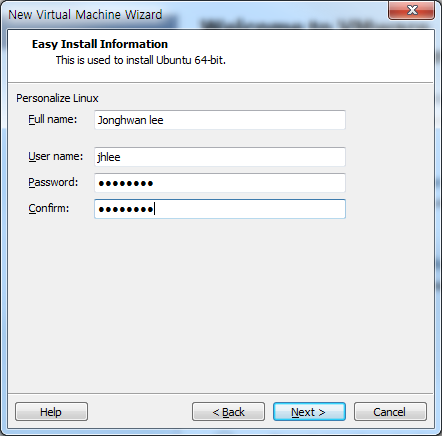 New Virtual Machine Wizard
Easy Install Information
This is used to install Ubuntu 64-bit.
Personalize Linux
Full name: Jonghwan lee
User name: jhlee
Password: ●●●●●●●●
Confirm: ●●●●●●●●
Help < Back Next > Cancel